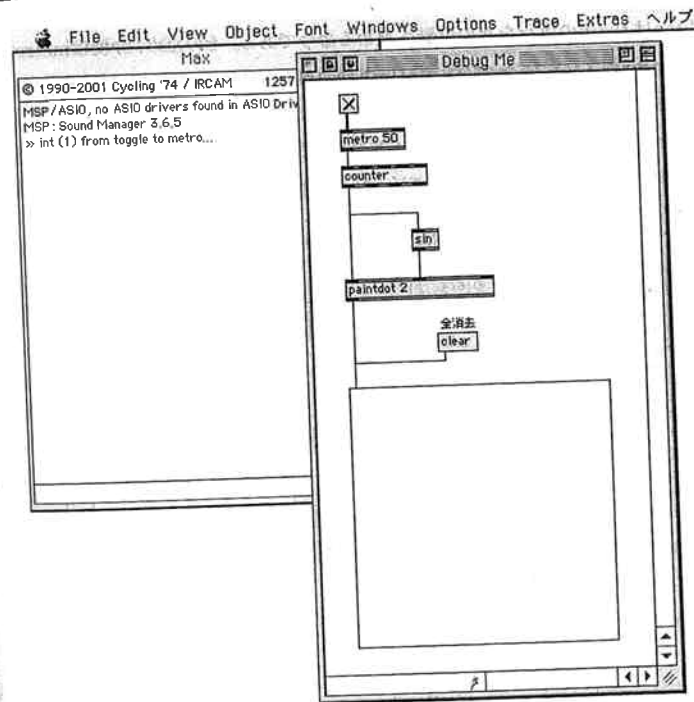 File Edit View Object Font Windows Options Trace Extras ヘルプ
Max
© 1990-2001 Cycling '74 / IRCAM 1257
MSP/ASIO, no ASIO drivers found in ASIO Driv
MSP: Sound Manager 3,6,5
» int (1) from toggle to metro...
Debug Me
metro 50
counter
sin
paintdot 2
全消去
clear